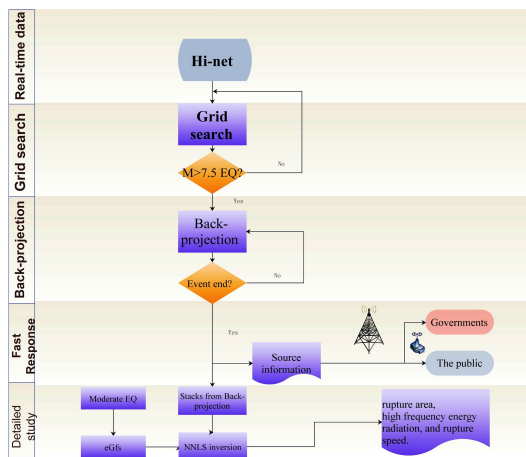 Real-time data
Hi-net
Grid search
Grid
search
M>7.5 EQ?
No
Yes
Back-projection
Back-
projection
Event end?
No
Fast
Response
Yes
Source
information
Governments
The public
Detailed
study
Moderate EQ
Stacks from Back-
projection
rupture area,
high frequency energy
radiation, and rupture
speed.
eGfs
NNLS inversion